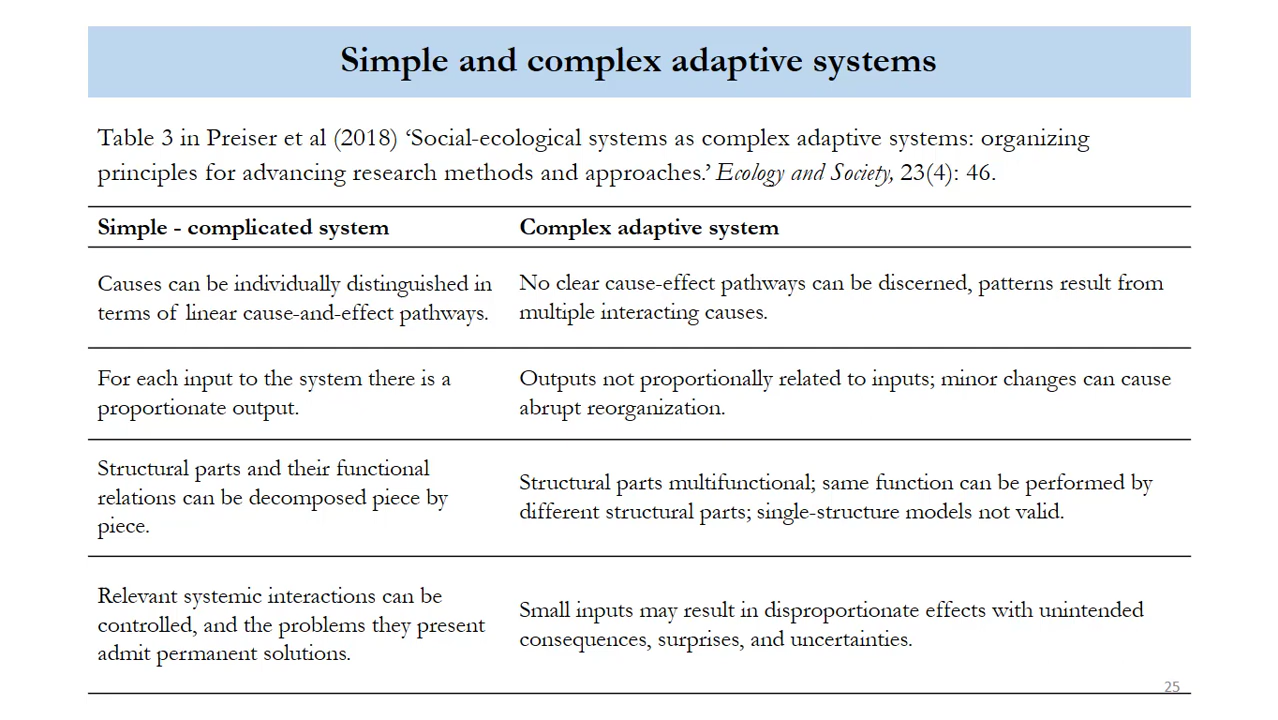 Simple and complex adaptive systems
Table 3 in Preiser et al (2018) ‘Social-ecological systems as complex adaptive systems: organizing
principles for advancing research methods and approaches.’ Ecology and Society, 23(4): 46.
Simple - complicated system
Complex adaptive system
Causes can be individually distinguished in
terms of linear cause-and-effect pathways.
No clear cause-effect pathways can be discerned, patterns result from
multiple interacting causes.
For each input to the system there is a
proportionate output.
Outputs not proportionally related to inputs; minor changes can cause
abrupt reorganization.
Structural parts and their functional
relations can be decomposed piece by
piece.
Structural parts multifunctional; same function can be performed by
different structural parts; single-structure models not valid.
Relevant systemic interactions can be
controlled, and the problems they present
admit permanent solutions.
Small inputs may result in disproportionate effects with unintended
consequences, surprises, and uncertainties.
25